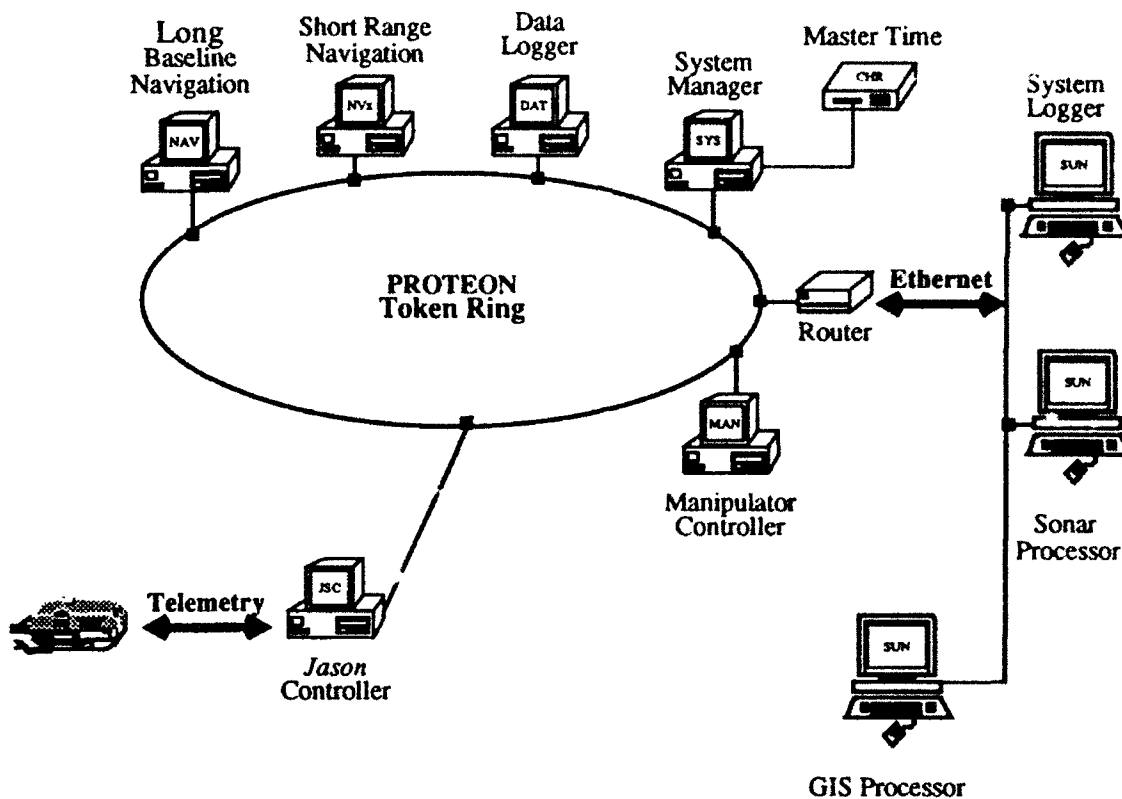 Long
Baseline
Navigation
Short Range
Navigation
Data
Logger
System
Manager
Master Time
System
Logger
NAV
NVx
DAT
SYS
CHR
SUN
PROTEON
Token Ring
Ethernet
Router
SUN
MAN
Manipulator
Controller
Sonar
Processor
JSC
Telemetry
Jason
Controller
SUN
GIS Processor